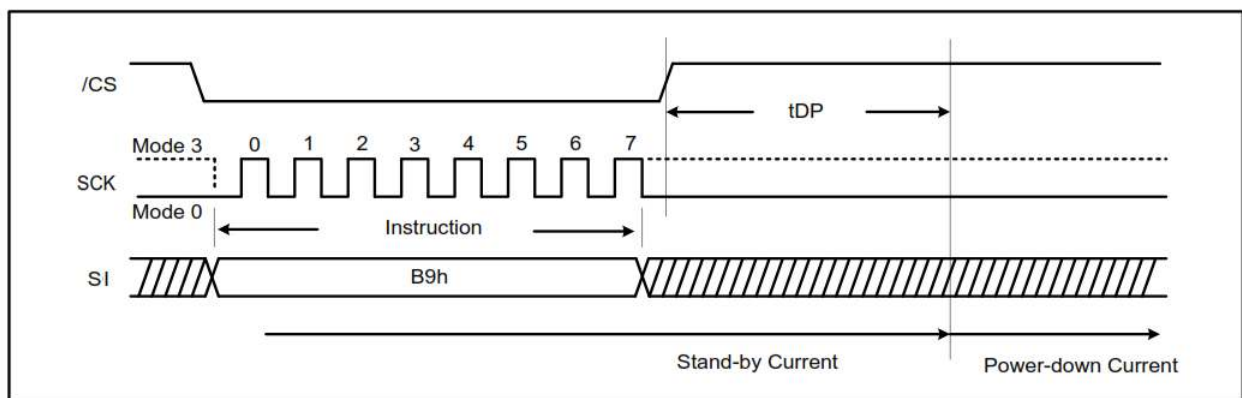 /CS
tDP
Mode 3
0 1 2 3 4 5 6 7
SCK
Mode 0
Instruction
SI
B9h
Stand-by Current
Power-down Current